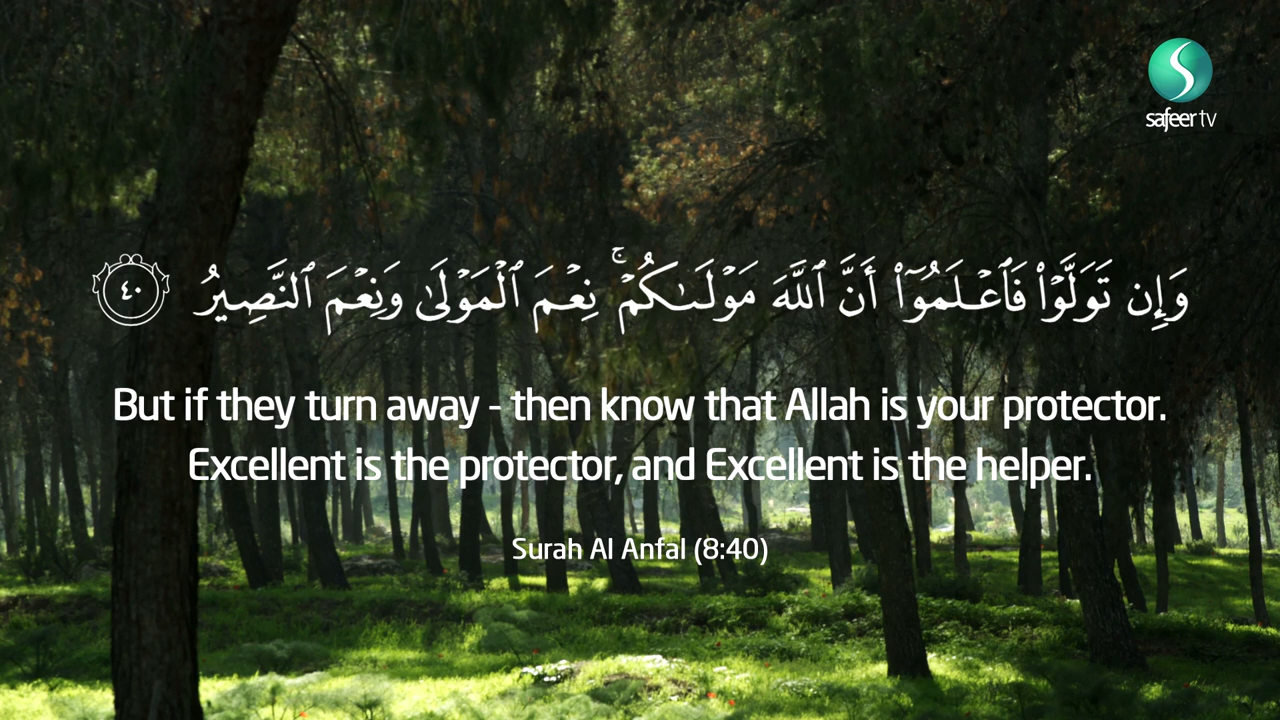 safeer tv
وَإِن تَوَلَّوْا۟ فَٱعْلَمُوٓا۟ أَنَّ ٱللَّهَ مَوْلَىٰكُمْ ۚ نِعْمَ ٱلْمَوْلَىٰ وَنِعْمَ ٱلنَّصِيرُ ٤٠
But if they turn away - then know that Allah is your protector.
Excellent is the protector, and Excellent is the helper.
Surah Al Anfal (8:40)